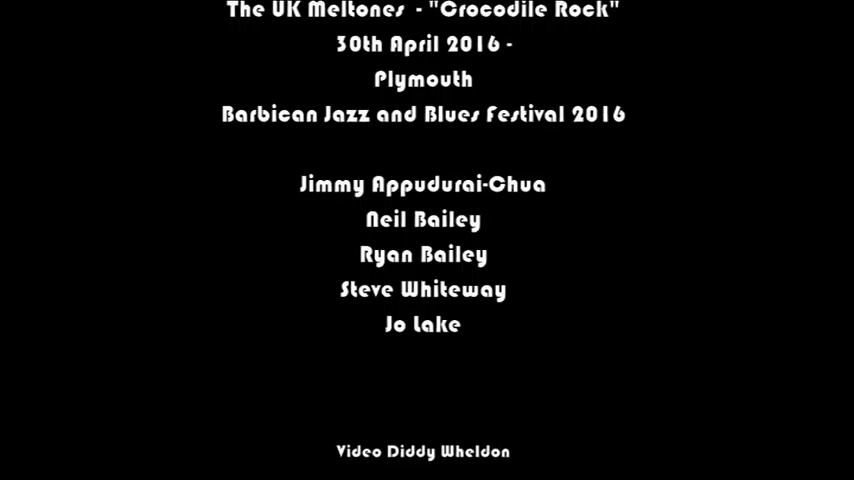 The UK Meltones - "Crocodile Rock"
30th April 2016 -
Plymouth
Barbican Jazz and Blues Festival 2016
Jimmy Appudurai-Chua
Neil Bailey
Ryan Bailey
Steve Whiteway
Jo Lake
Video Diddy Wheldon